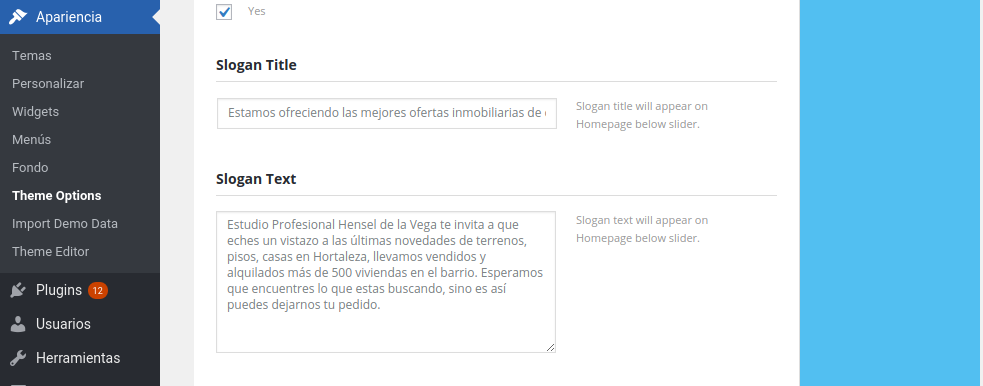 Apariencia
Temas
Personalizar
Widgets
Menús
Fondo
Theme Options
Import Demo Data
Theme Editor
Plugins 12
Usuarios
Herramientas
Yes
Slogan Title
Estamos ofreciendo las mejores ofertas inmobiliarias de
Slogan title will appear on
Homepage below slider.
Slogan Text
Estudio Profesional Hensel de la Vega te invita a que
eches un vistazo a las últimas novedades de terrenos,
pisos, casas en Hortaleza, llevamos vendidos y
alquilados más de 500 viviendas en el barrio. Esperamos
que encuentres lo que estas buscando, sino es así
puedes dejarnos tu pedido.
Slogan text will appear on
Homepage below slider.